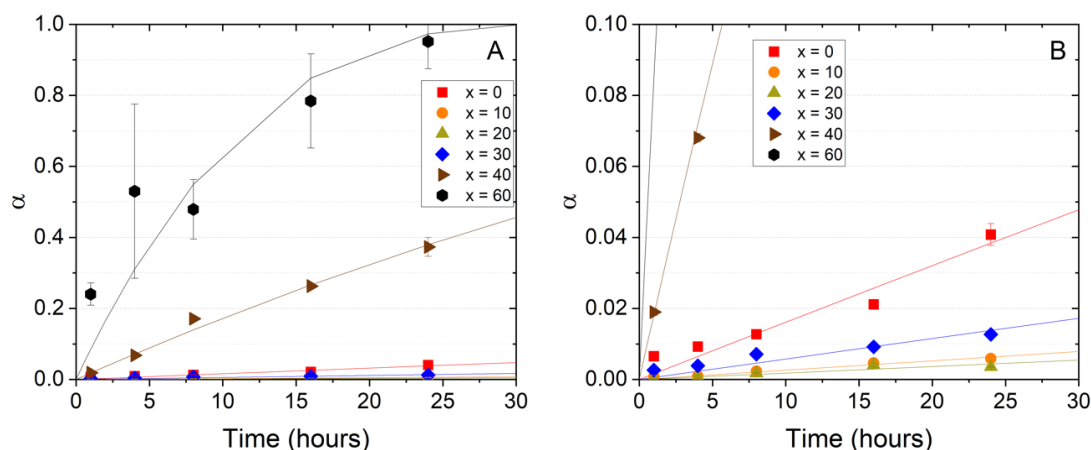 A
1.0
0.8
0.6
0.4
0.2
0.0
α
0 5 10 15 20 25 30
Time (hours)
x = 0
x = 10
x = 20
x = 30
x = 40
x = 60
B
0.10
0.08
0.06
0.04
0.02
0.00
α
0 5 10 15 20 25 30
Time (hours)
x = 0
x = 10
x = 20
x = 30
x = 40
x = 60